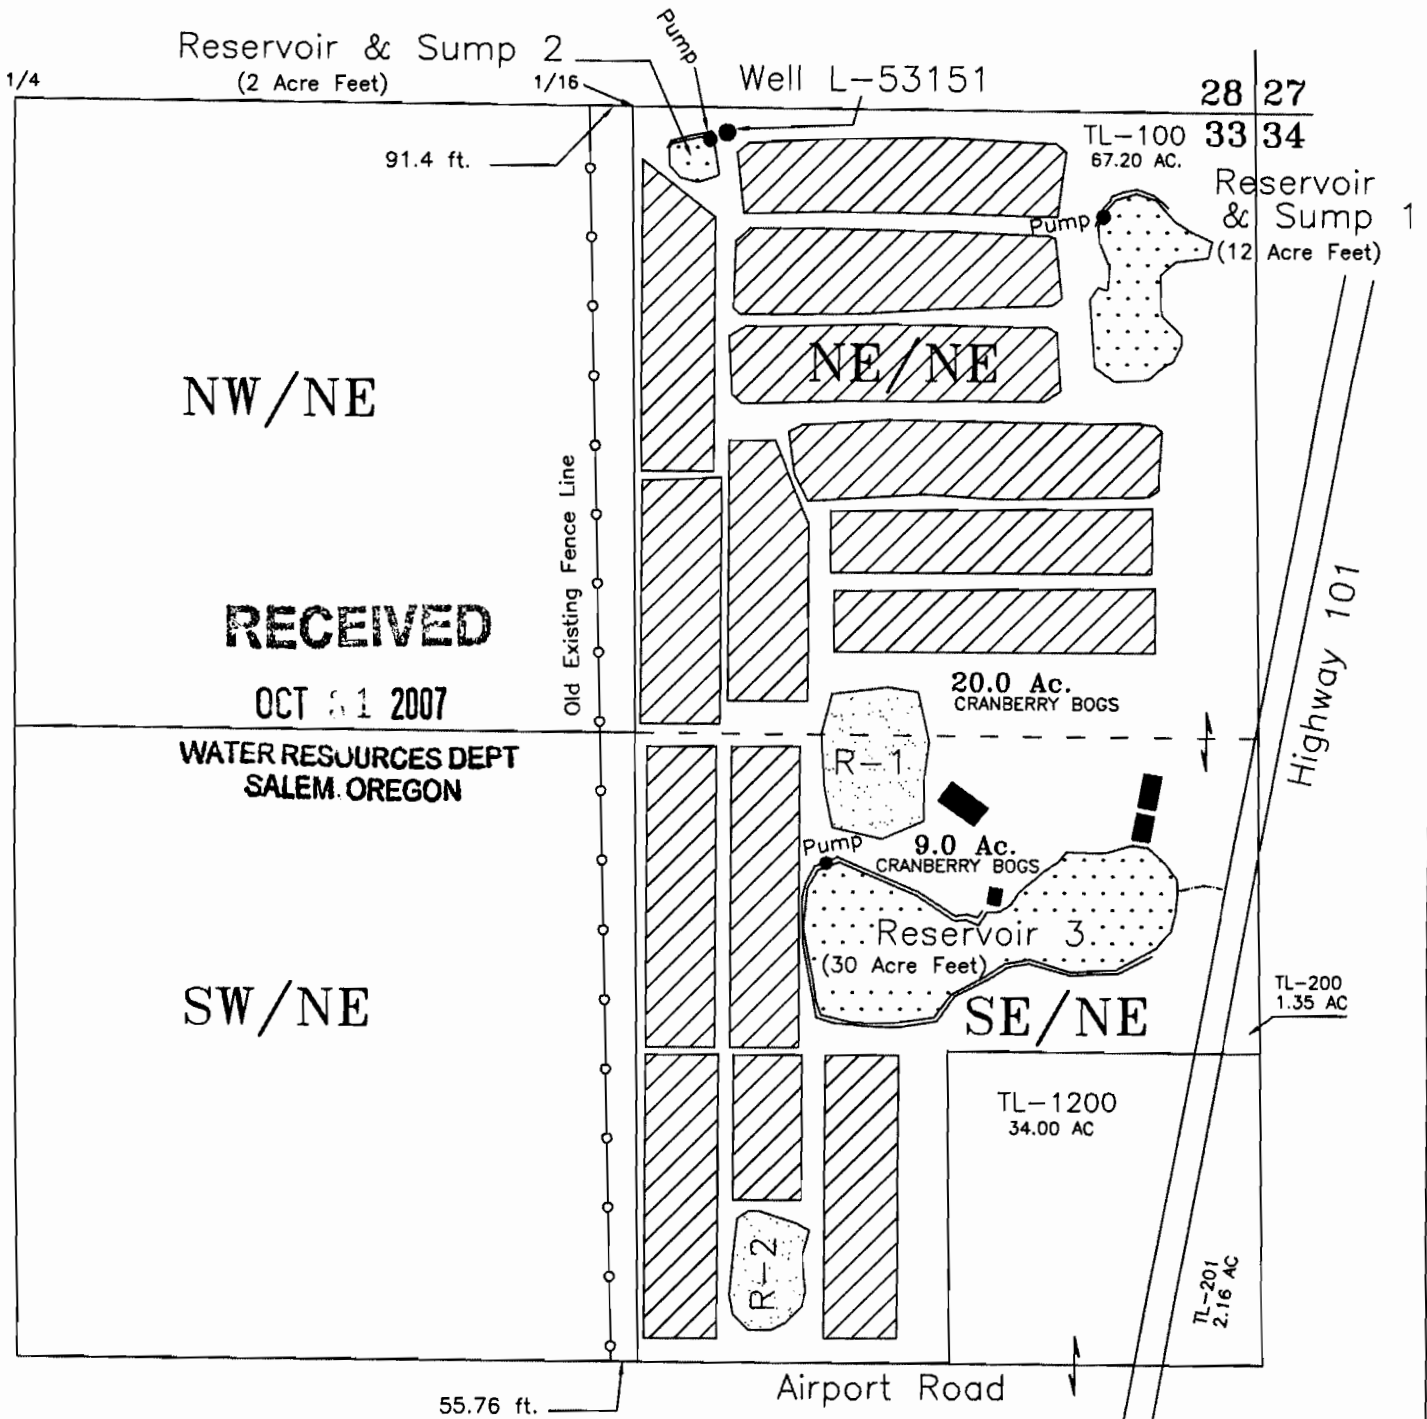 Reservoir & Sump 2
(2 Acre Feet)
Pump
1/4
1/16
Well L-53151
28 27
33 34
TL-100
67.20 AC.
91.4 ft.
Reservoir
& Sump 1
(12 Acre Feet)
Pump
NW/NE
NE/NE
Old Existing Fence Line
Highway 101
RECEIVED
OCT 31 2007
WATER RESOURCES DEPT
SALEM, OREGON
20.0 Ac.
CRANBERRY BOGS
R-1
Pump
9.0 Ac.
CRANBERRY BOGS
Reservoir 3
(30 Acre Feet)
SW/NE
SE/NE
TL-200
1.35 AC
TL-1200
34.00 AC
R-2
TL-201
2.16 AC
Airport Road
55.76 ft.